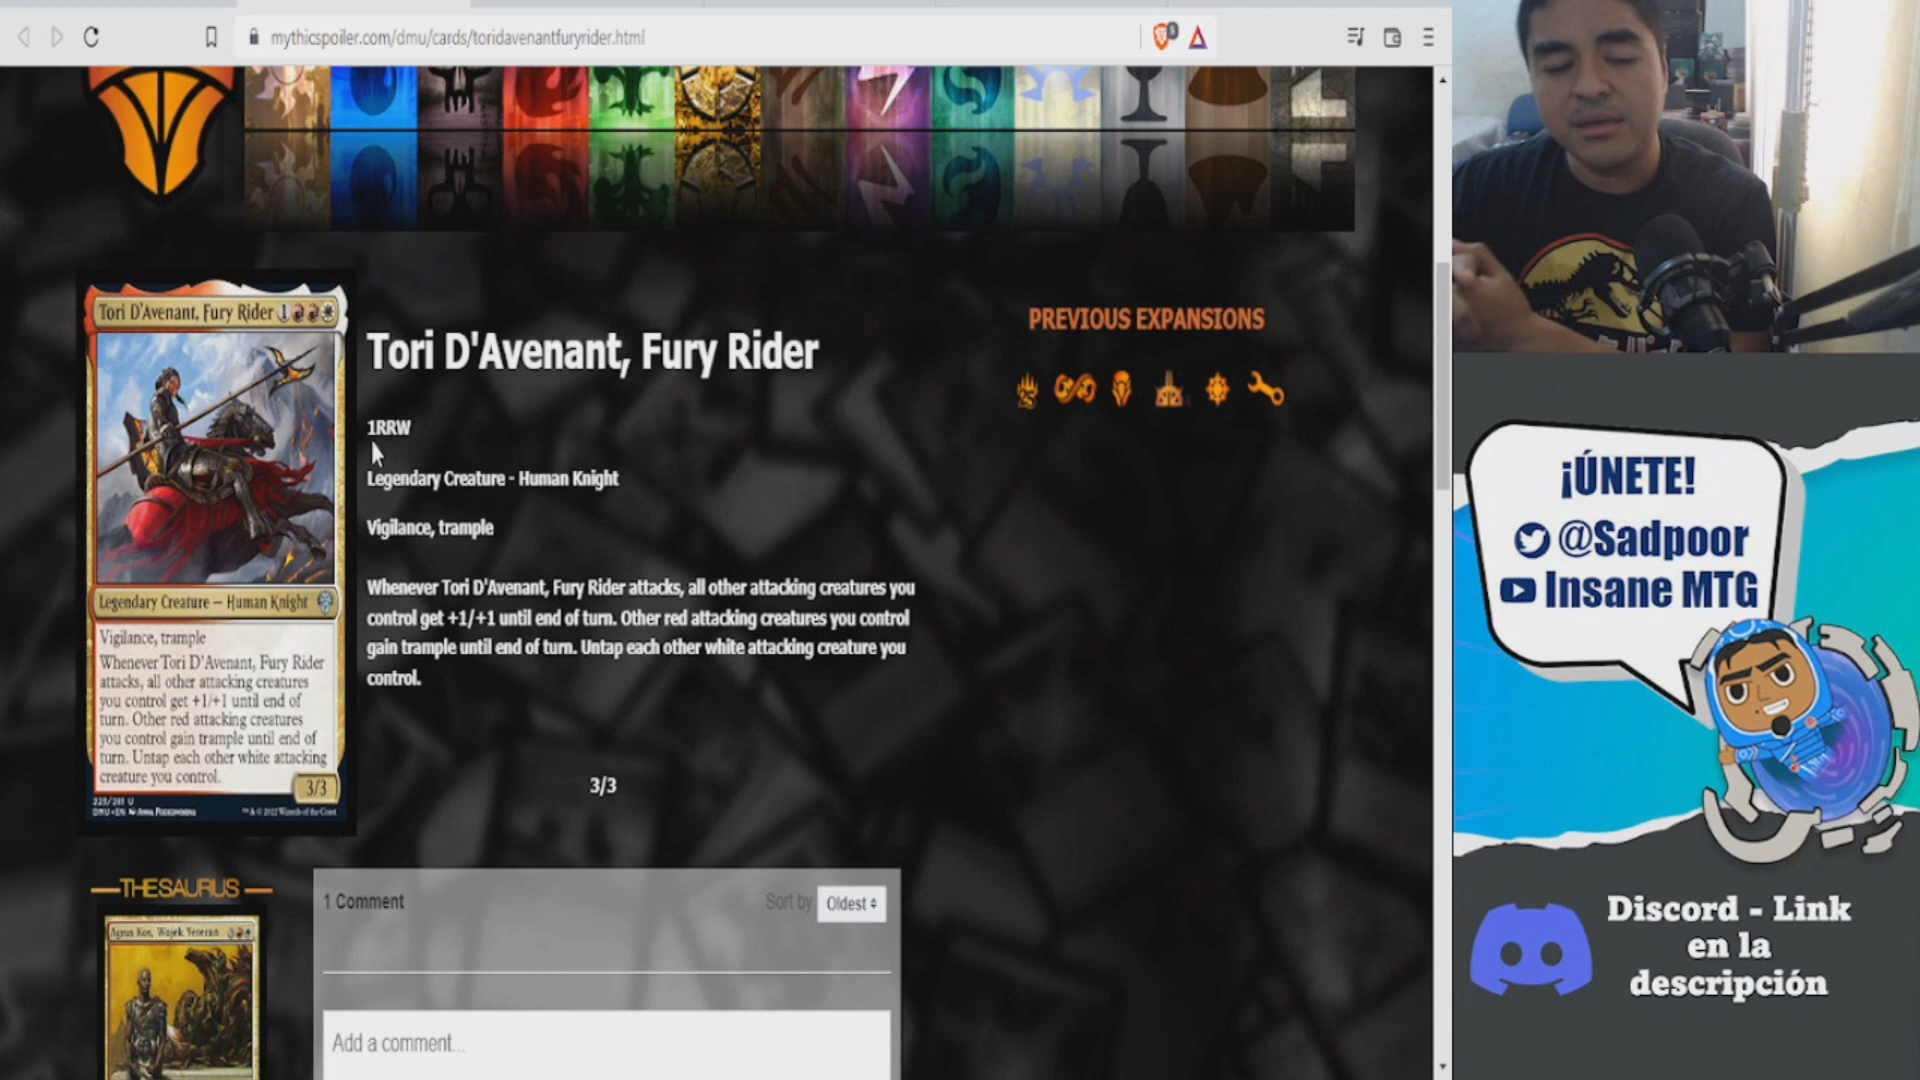 mythicspoiler.com/dmu/cards/toridavenantfuryrider.html
5
Tori D'Avenant, Fury Rider 1
Legendary Creature — Human Knight
Vigilance, trample
Whenever Tori D'Avenant, Fury Rider
attacks, all other attacking creatures
you control get +1/+1 until end of
turn. Other red attacking creatures
you control gain trample until end of
turn. Untap each other white attacking
creature you control.
3/3
Tori D'Avenant, Fury Rider
1RRW
Legendary Creature - Human Knight
Vigilance, trample
Whenever Tori D'Avenant, Fury Rider attacks, all other attacking creatures you
control get +1/+1 until end of turn. Other red attacking creatures you control
gain trample until end of turn. Untap each other white attacking creature you
control.
3/3
PREVIOUS EXPANSIONS
THESAURUS
Agrus Kos, Wojek Veteran
1 Comment
Sort by Oldest
Add a comment...
¡ÚNETE!
@Sadpoor
Insane MTG
Discord - Link
en la
descripción